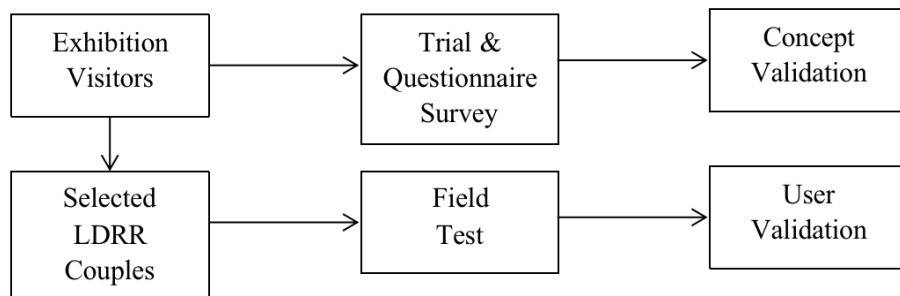 Exhibition
Visitors
Trial &
Questionnaire
Survey
Concept
Validation
Selected
LDRR
Couples
Field
Test
User
Validation